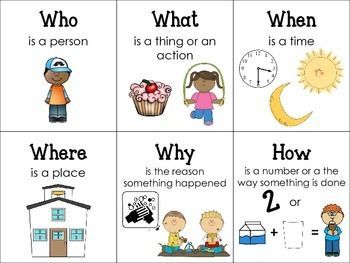 Who
is a person
What
is a thing or an
action
When
is a time
Where
is a place
Why
is the reason
something happened
How
is a number or a the
way something is done
2 or
+ =